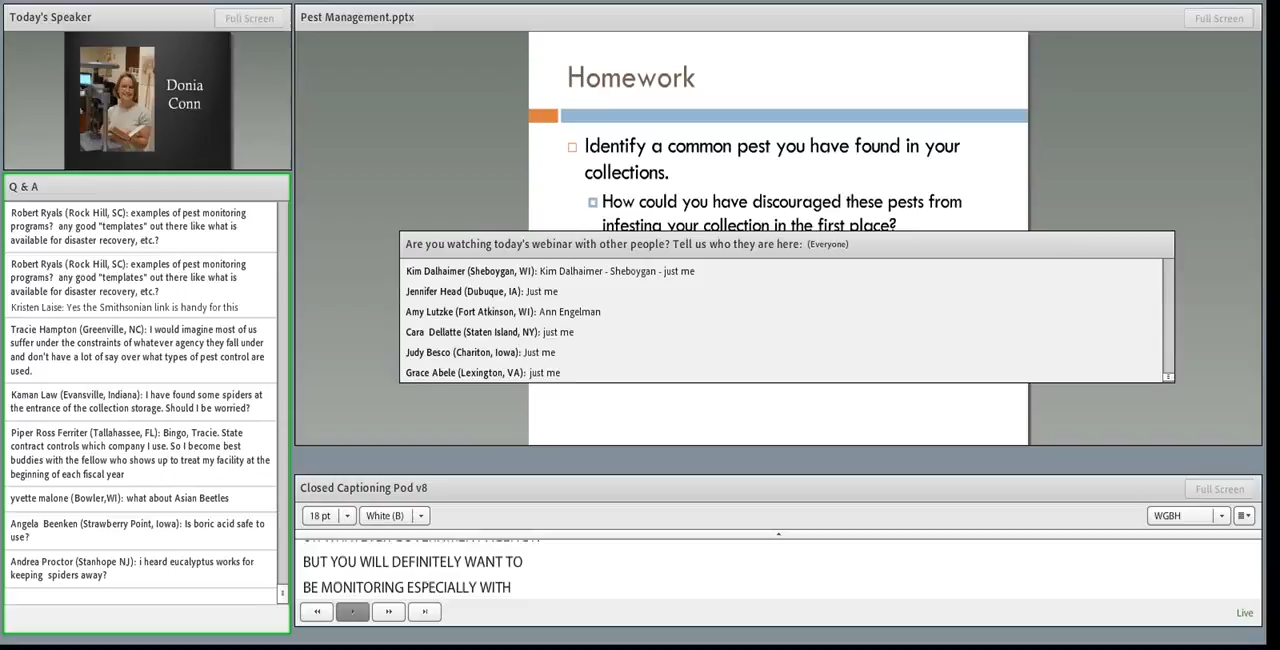 Today's Speaker
Full Screen
Donia
Conn
Q & A
Robert Ryals (Rock Hill, SC): examples of pest monitoring
programs?  any good "templates" out there like what is
available for disaster recovery, etc.?
Robert Ryals (Rock Hill, SC): examples of pest monitoring
programs?  any good "templates" out there like what is
available for disaster recovery, etc.?
Kristen Laise: Yes the Smithsonian link is handy for this
Tracie Hampton (Greenville, NC): I would imagine most of us
suffer under the constraints of whatever agency they fall under
and don't have a lot of say over what types of pest control are
used.
Kaman Law (Evansville, Indiana): I have found some spiders at
the entrance of the collection storage. Should I be worried?
Piper Ross Ferriter (Tallahassee, FL): Bingo, Tracie. State
contract controls which company I use. So I become best
buddies with the fellow who shows up to treat my facility at the
beginning of each fiscal year
yvette malone (Bowler,WI): what about Asian Beetles
Angela  Beenken (Strawberry Point, Iowa): Is boric acid safe to
use?
Andrea Proctor (Stanhope NJ): i heard eucalyptus works for
keeping  spiders away?
Pest Management.pptx
Full Screen
Homework
Identify a common pest you have found in your
collections.
How could you have discouraged these pests from
infesting your collection in the first place?
Are you watching today's webinar with other people? Tell us who they are here: (Everyone)
Kim Dalhaimer (Sheboygan, WI): Kim Dalhaimer - Sheboygan - just me
Jennifer Head (Dubuque, IA): Just me
Amy Lutzke (Fort Atkinson, WI): Ann Engelman
Cara  Dellatte (Staten Island, NY): just me
Judy Besco (Chariton, Iowa): Just me
Grace Abele (Lexington, VA): just me
Closed Captioning Pod v8
Full Screen
18 pt
White (B)
WGBH
BUT YOU WILL DEFINITELY WANT TO
BE MONITORING ESPECIALLY WITH
Live